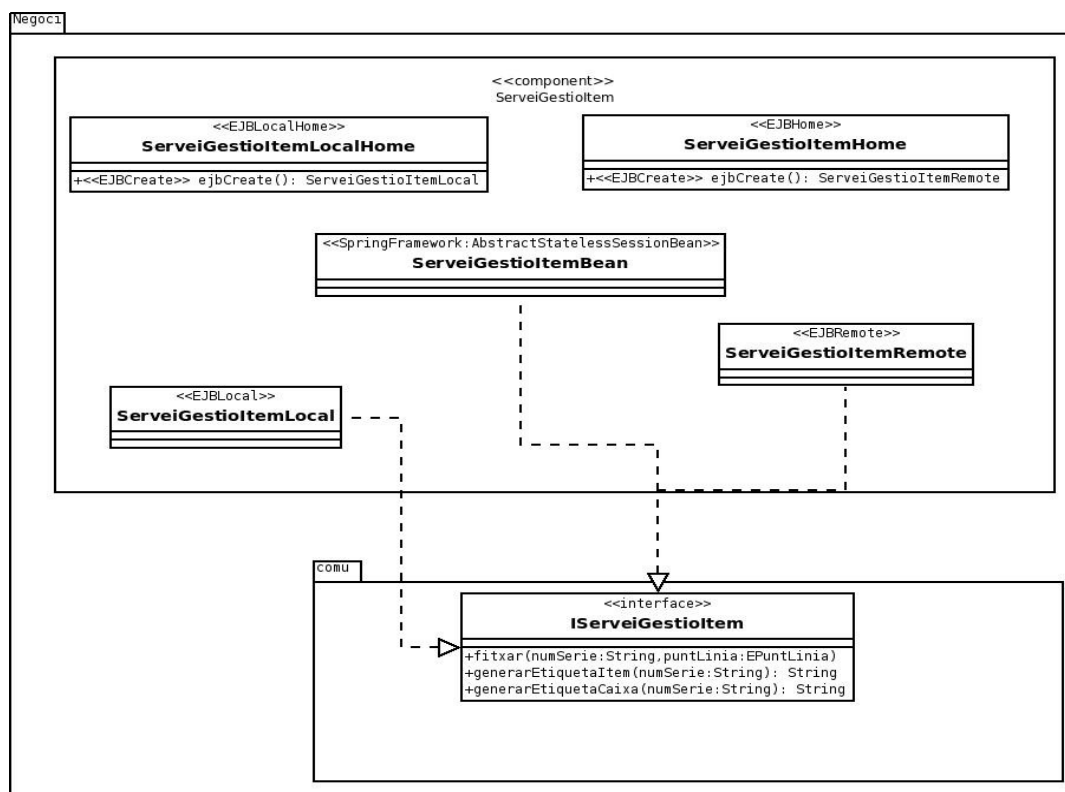 Negoci
<<component>>
ServeiGestioItem
<<EJBLocalHome>>
ServeiGestioItemLocalHome
+<<EJBCreate>> ejbCreate(): ServeiGestioItemLocal
<<EJBHome>>
ServeiGestioItemHome
+<<EJBCreate>> ejbCreate(): ServeiGestioItemRemote
<<SpringFramework:AbstractStatelessSessionBean>>
ServeiGestioItemBean
<<EJBRemote>>
ServeiGestioItemRemote
<<EJBLocal>>
ServeiGestioItemLocal
comu
<<interface>>
IServeiGestioItem
+fitxar(numSerie:String,puntLinia:EPuntLinia)
+generarEtiquetaItem(numSerie:String): String
+generarEtiquetaCaixa(numSerie:String): String